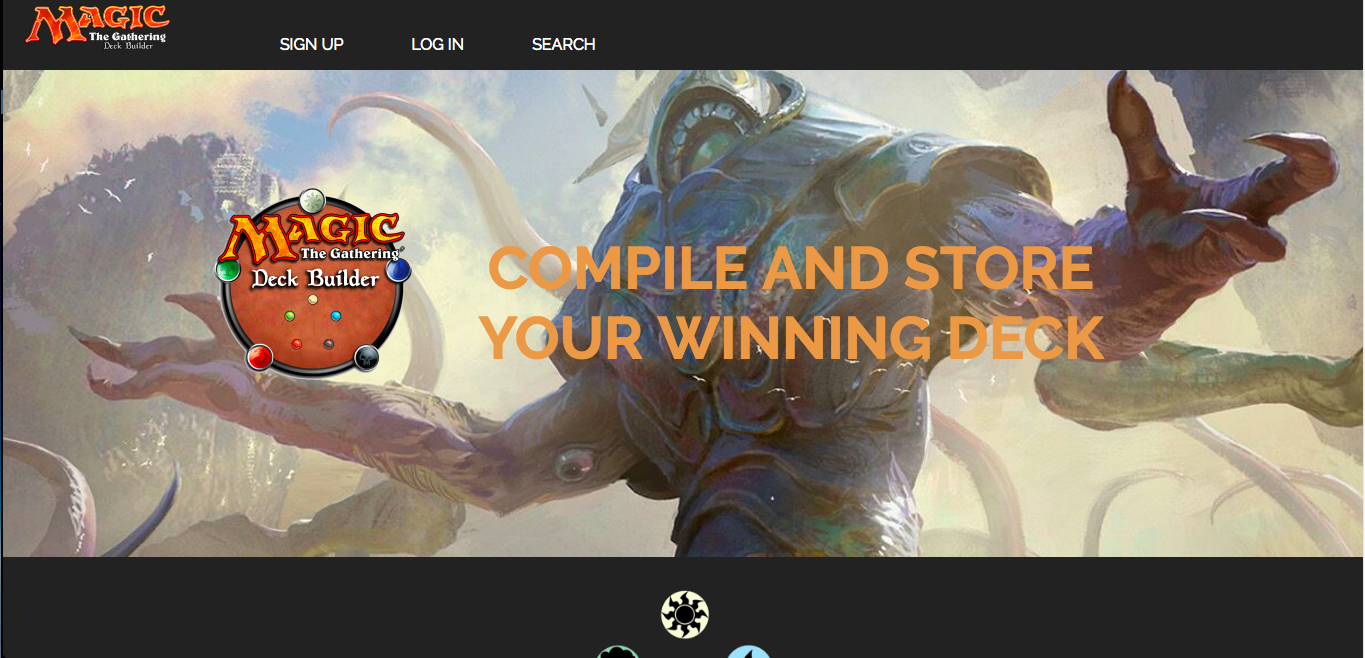 MAGIC
The Gathering
Deck Builder
SIGN UP
LOG IN
SEARCH
MAGIC
The Gathering®
Deck Builder
COMPILE AND STORE
YOUR WINNING DECK